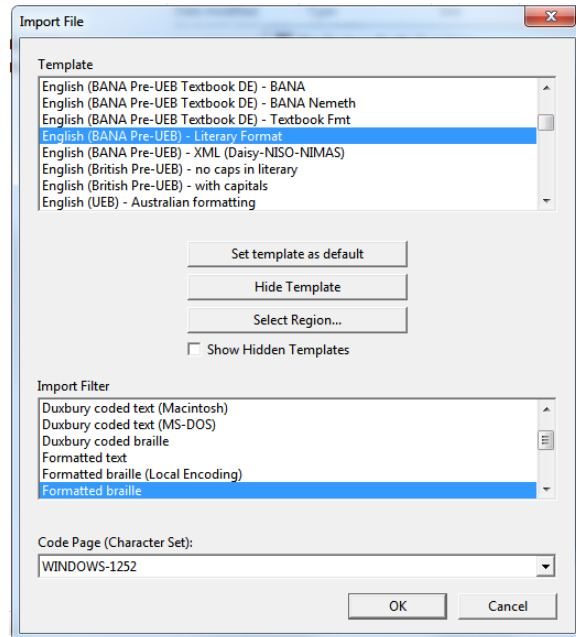 Import File
Template
English (BANA Pre-UEB Textbook DE) - BANA
English (BANA Pre-UEB Textbook DE) - BANA Nemeth
English (BANA Pre-UEB Textbook DE) - Textbook Fmt
English (BANA Pre-UEB) - Literary Format
English (BANA Pre-UEB) - XML (Daisy-NISO-NIMAS)
English (British Pre-UEB) - no caps in literary
English (British Pre-UEB) - with capitals
English (UEB) - Australian formatting
Set template as default
Hide Template
Select Region...
Show Hidden Templates
Import Filter
Duxbury coded text (Macintosh)
Duxbury coded text (MS-DOS)
Duxbury coded braille
Formatted text
Formatted braille (Local Encoding)
Formatted braille
Code Page (Character Set):
WINDOWS-1252
OK Cancel